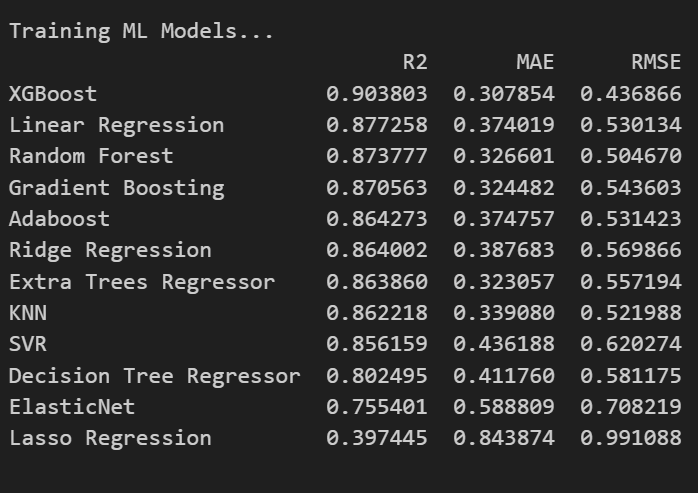 Training ML Models...
R2 MAE RMSE
XGBoost 0.903803 0.307854 0.436866
Linear Regression 0.877258 0.374019 0.530134
Random Forest 0.873777 0.326601 0.504670
Gradient Boosting 0.870563 0.324482 0.543603
Adaboost 0.864273 0.374757 0.531423
Ridge Regression 0.864002 0.387683 0.569866
Extra Trees Regressor 0.863860 0.323057 0.557194
KNN 0.862218 0.339080 0.521988
SVR 0.856159 0.436188 0.620274
Decision Tree Regressor 0.802495 0.411760 0.581175
ElasticNet 0.755401 0.588809 0.708219
Lasso Regression 0.397445 0.843874 0.991088